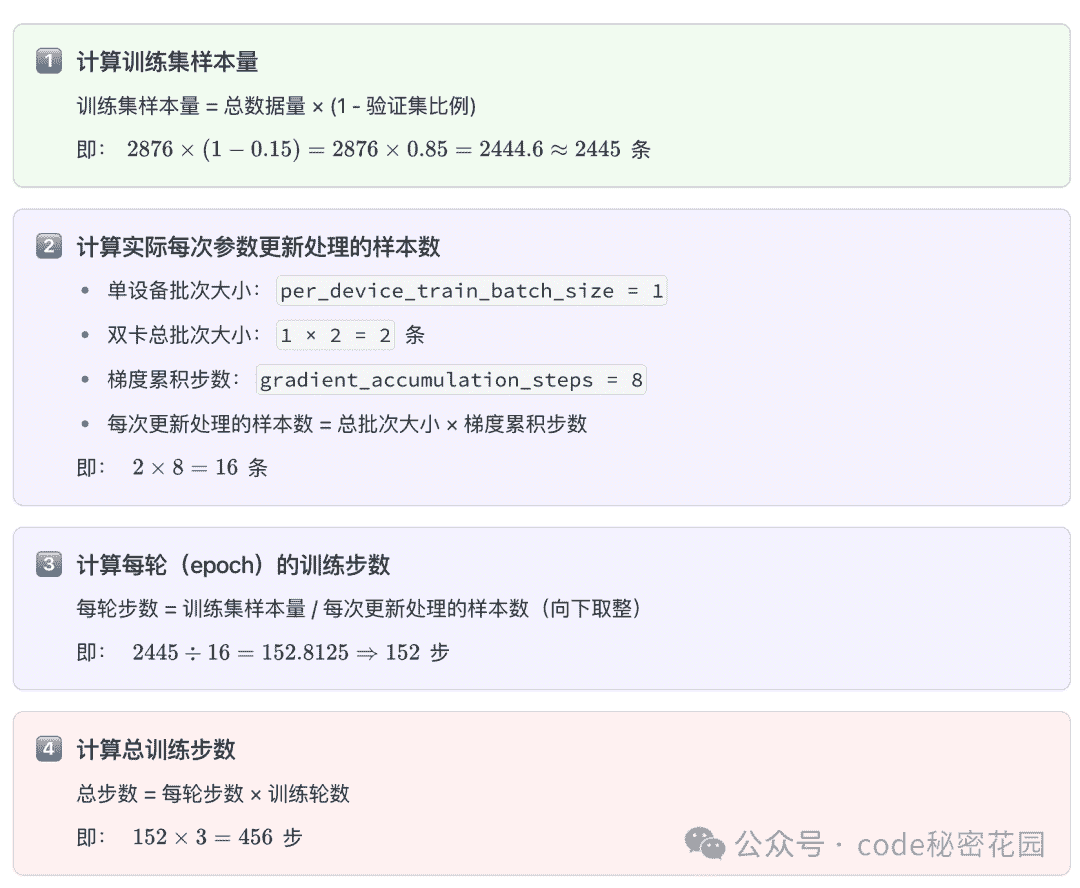 1 计算训练集样本量
训练集样本量 = 总数据量 × (1 - 验证集比例)
即： 2876 × (1 − 0.15) = 2876 × 0.85 = 2444.6 ≈ 2445 条
2 计算实际每次参数更新处理的样本数
• 单设备批次大小： per_device_train_batch_size = 1
• 双卡总批次大小： 1 × 2 = 2 条
• 梯度累积步数： gradient_accumulation_steps = 8
• 每次更新处理的样本数 = 总批次大小 × 梯度累积步数
即： 2 × 8 = 16 条
3 计算每轮（epoch）的训练步数
每轮步数 = 训练集样本量 / 每次更新处理的样本数（向下取整）
即： 2445 ÷ 16 = 152.8125 ⇒ 152 步
4 计算总训练步数
总步数 = 每轮步数 × 训练轮数
即： 152 × 3 = 456 步
公众号 · code秘密花园